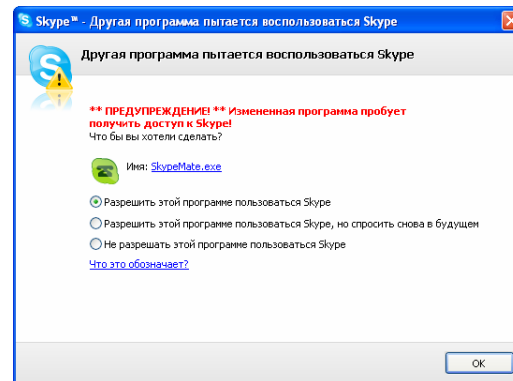 Skype™ - Другая программа пытается воспользоваться Skype
Другая программа пытается воспользоваться Skype
** ПРЕДУПРЕЖДЕНИЕ! ** Измененная программа пробует
получить доступ к Skype!
Что бы вы хотели сделать?
Имя: SkypeMate.exe
Разрешить этой программе пользоваться Skype
Разрешить этой программе пользоваться Skype, но спросить снова в будущем
Не разрешать этой программе пользоваться Skype
Что это обозначает?
ОК